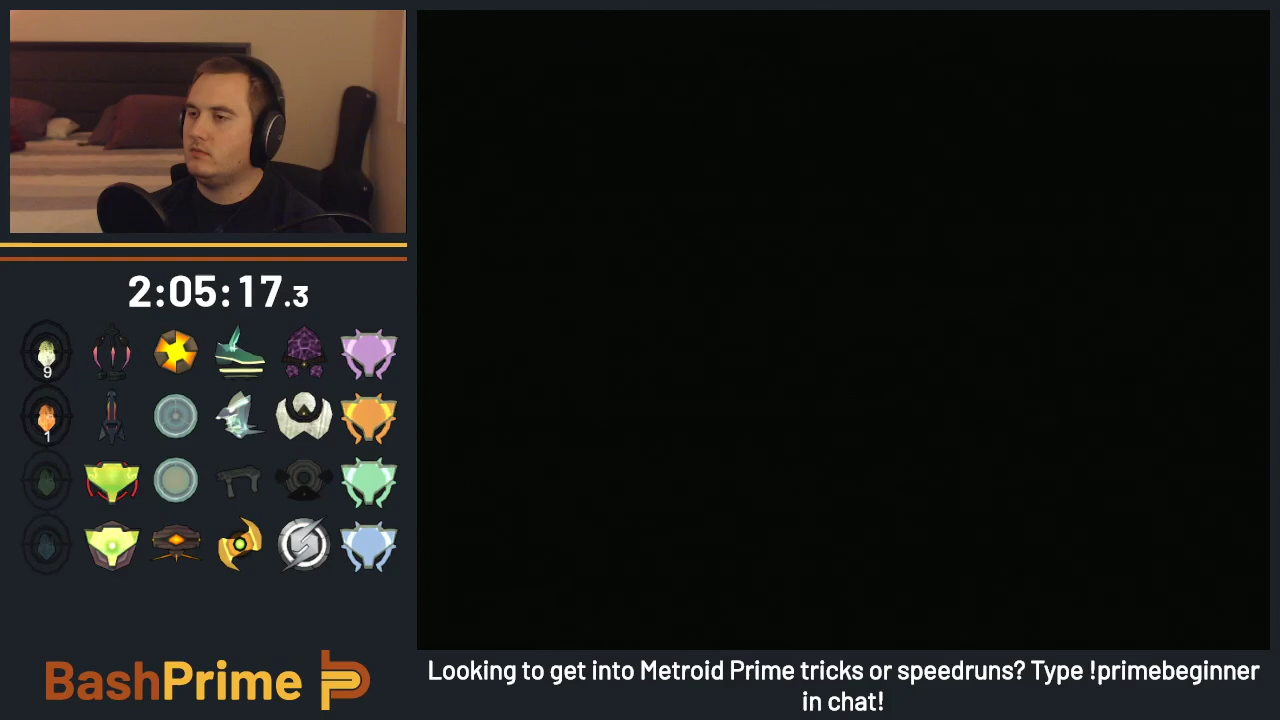 2:05:17.3
9
1
BashPrime
Looking to get into Metroid Prime tricks or speedruns? Type !primebeginner
in chat!